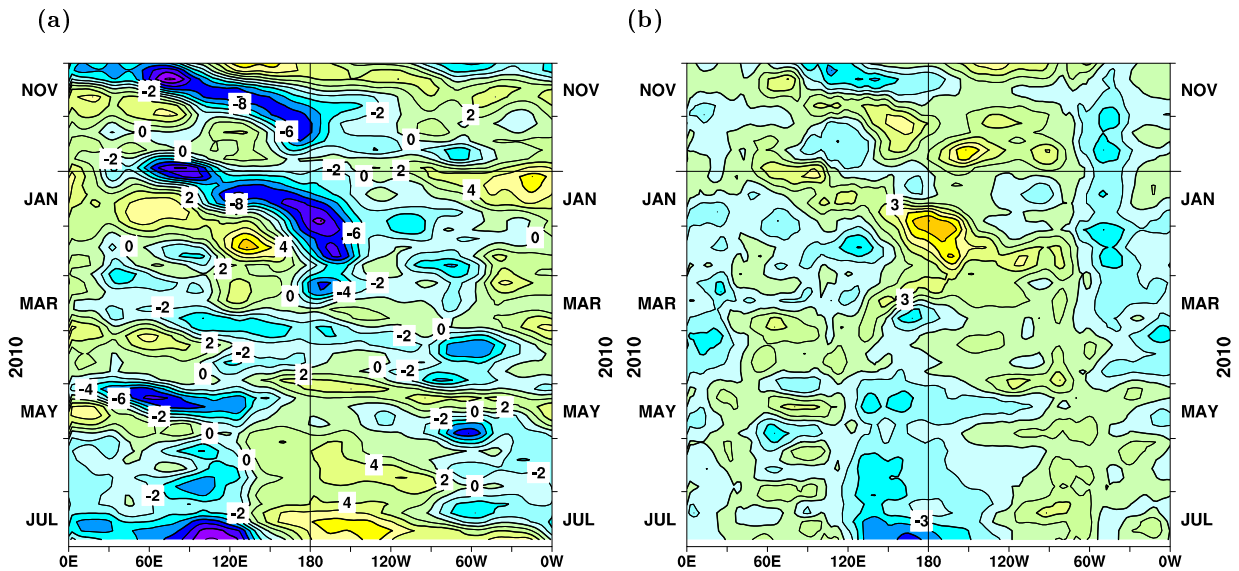 (a) (b)
NOV NOV NOV NOV
-2 -8 -2 2
0 -6 0
-2 0 -2 0 2
JAN 2 -8 4 JAN JAN 3 JAN
0 4 -6 0
2 0 -4 -2
MAR MAR MAR 3 MAR
-2 -2 0
2 -2
0 2 0 -2
2010 2010 2010 2010
-4 -6
MAY -2 0 2 MAY MAY MAY
-2
0 0 4 2 0 -2
-2 4
JUL -2 JUL JUL -3 JUL
0E 60E 120E 180 120W 60W 0W 0E 60E 120E 180 120W 60W 0W